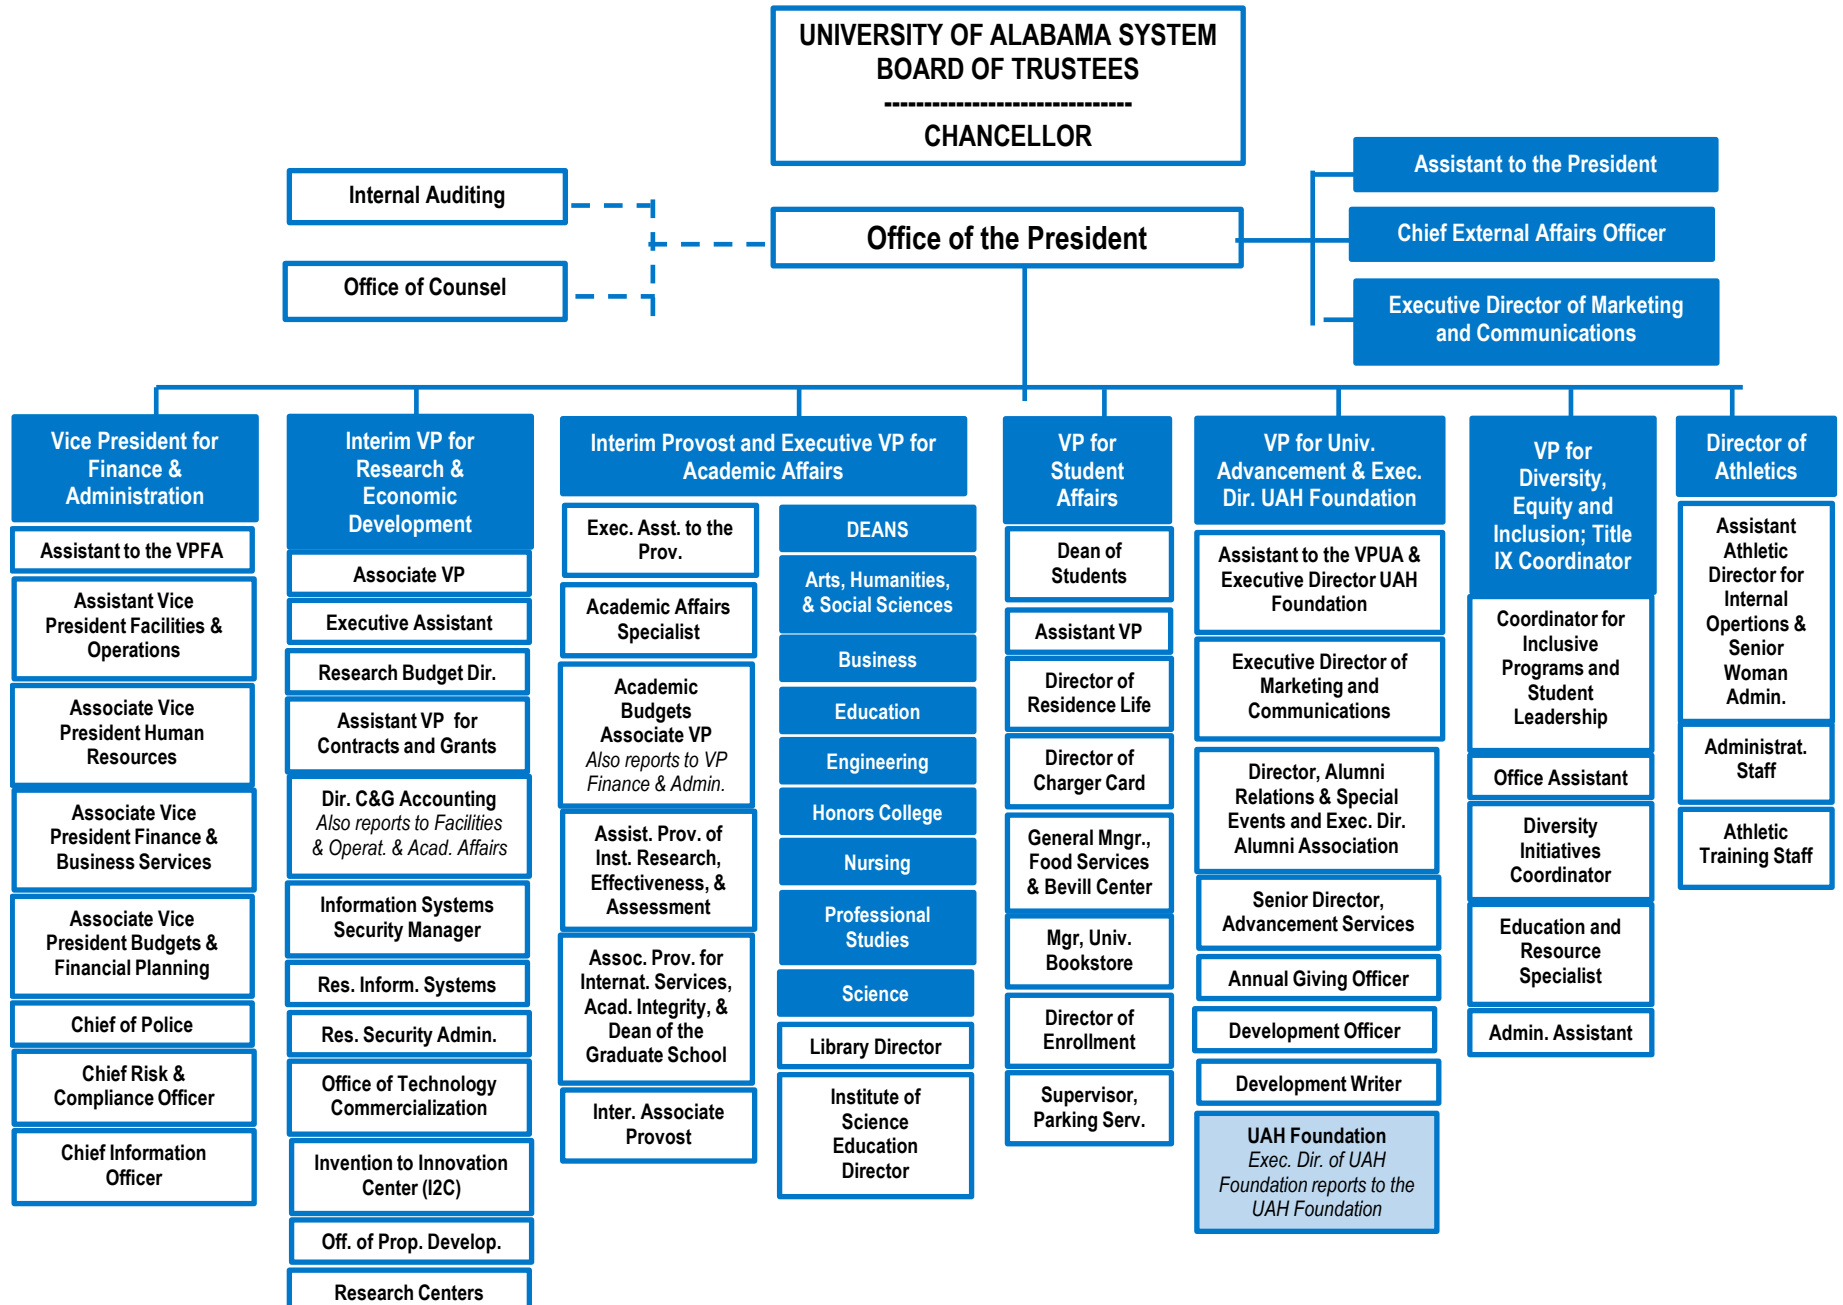 UNIVERSITY OF ALABAMA SYSTEM
BOARD OF TRUSTEES
-------------------------------
CHANCELLOR
Internal Auditing
Office of Counsel
Office of the President
Assistant to the President
Chief External Affairs Officer
Executive Director of Marketing
and Communications
Vice President for
Finance &
Administration
Assistant to the VPFA
Assistant Vice
President Facilities &
Operations
Associate Vice
President Human
Resources
Associate Vice
President Finance &
Business Services
Associate Vice
President Budgets &
Financial Planning
Chief of Police
Chief Risk &
Compliance Officer
Chief Information
Officer
Interim VP for
Research &
Economic
Development
Associate VP
Executive Assistant
Research Budget Dir.
Assistant VP for
Contracts and Grants
Dir. C&G Accounting
Also reports to Facilities
& Operat. & Acad. Affairs
Information Systems
Security Manager
Res. Inform. Systems
Res. Security Admin.
Office of Technology
Commercialization
Invention to Innovation
Center (I2C)
Off. of Prop. Develop.
Research Centers
Interim Provost and Executive VP for
Academic Affairs
Exec. Asst. to the
Prov.
Academic Affairs
Specialist
Academic
Budgets
Associate VP
Also reports to VP
Finance & Admin.
Assist. Prov. of
Inst. Research,
Effectiveness, &
Assessment
Assoc. Prov. for
Internat. Services,
Acad. Integrity, &
Dean of the
Graduate School
Inter. Associate
Provost
DEANS
Arts, Humanities,
& Social Sciences
Business
Education
Engineering
Honors College
Nursing
Professional
Studies
Science
Library Director
Institute of
Science
Education
Director
VP for
Student
Affairs
Dean of
Students
Assistant VP
Director of
Residence Life
Director of
Charger Card
General Mngr.,
Food Services
& Bevill Center
Mgr, Univ.
Bookstore
Director of
Enrollment
Supervisor,
Parking Serv.
VP for Univ.
Advancement & Exec.
Dir. UAH Foundation
Assistant to the VPUA &
Executive Director UAH
Foundation
Executive Director of
Marketing and
Communications
Director, Alumni
Relations & Special
Events and Exec. Dir.
Alumni Association
Senior Director,
Advancement Services
Annual Giving Officer
Development Officer
Development Writer
UAH Foundation
Exec. Dir. of UAH
Foundation reports to the
UAH Foundation
VP for
Diversity,
Equity and
Inclusion; Title
IX Coordinator
Coordinator for
Inclusive
Programs and
Student
Leadership
Office Assistant
Diversity
Initiatives
Coordinator
Education and
Resource
Specialist
Admin. Assistant
Director of
Athletics
Assistant
Athletic
Director for
Internal
Opertions &
Senior
Woman
Admin.
Administrat.
Staff
Athletic
Training Staff